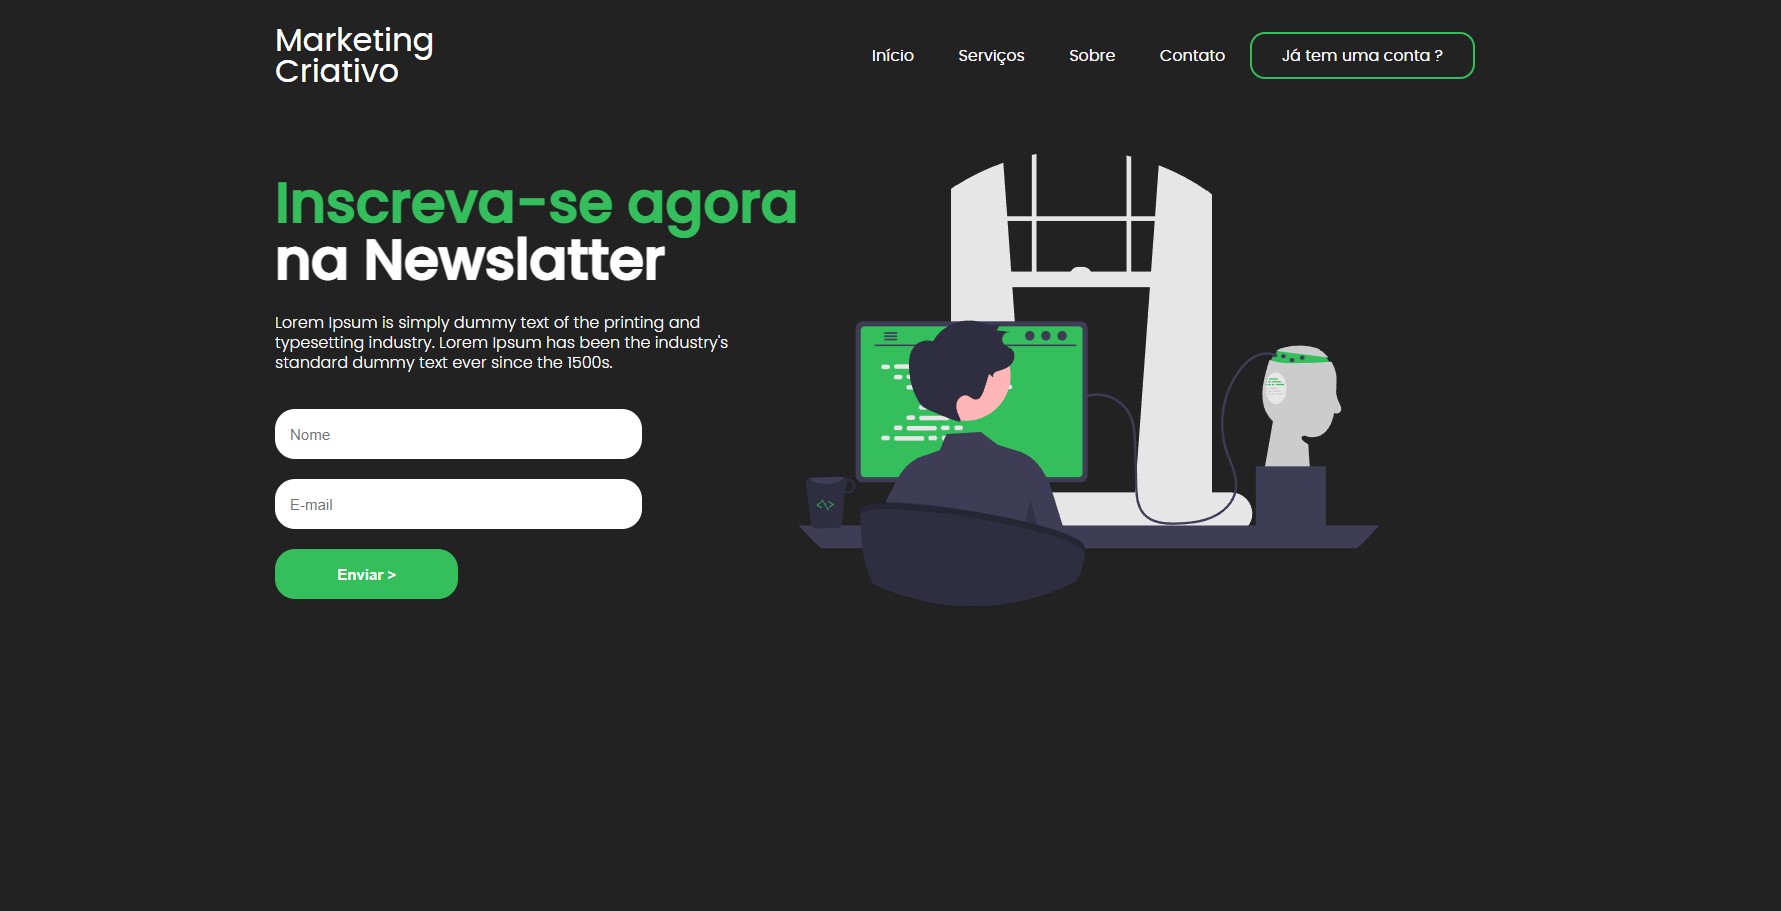 Marketing
Criativo
Início
Serviços
Sobre
Contato
Já tem uma conta ?
Inscreva-se agora
na Newslatter
Lorem Ipsum is simply dummy text of the printing and
typesetting industry. Lorem Ipsum has been the industry's
standard dummy text ever since the 1500s.
Nome
E-mail
Enviar >
<\>